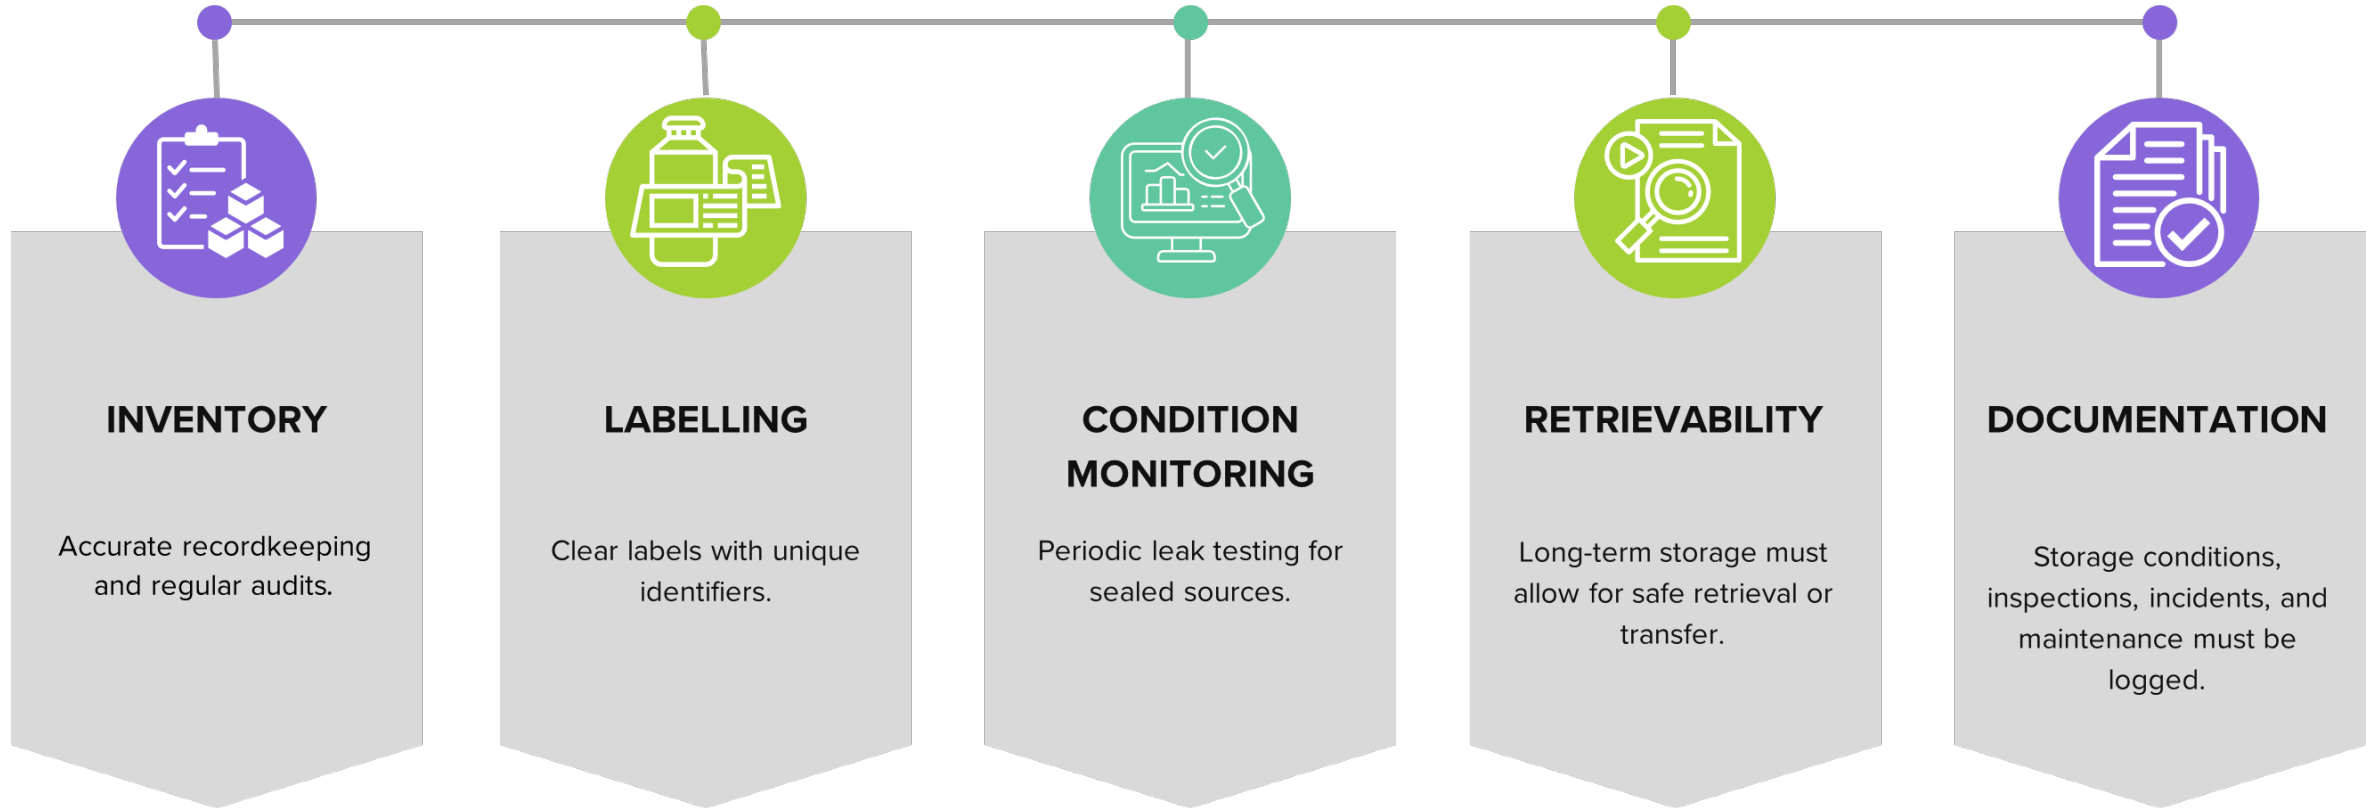 INVENTORY
Accurate recordkeeping
and regular audits.
LABELLING
Clear labels with unique
identifiers.
CONDITION
MONITORING
Periodic leak testing for
sealed sources.
RETRIEVABILITY
Long-term storage must
allow for safe retrieval or
transfer.
DOCUMENTATION
Storage conditions,
inspections, incidents, and
maintenance must be
logged.